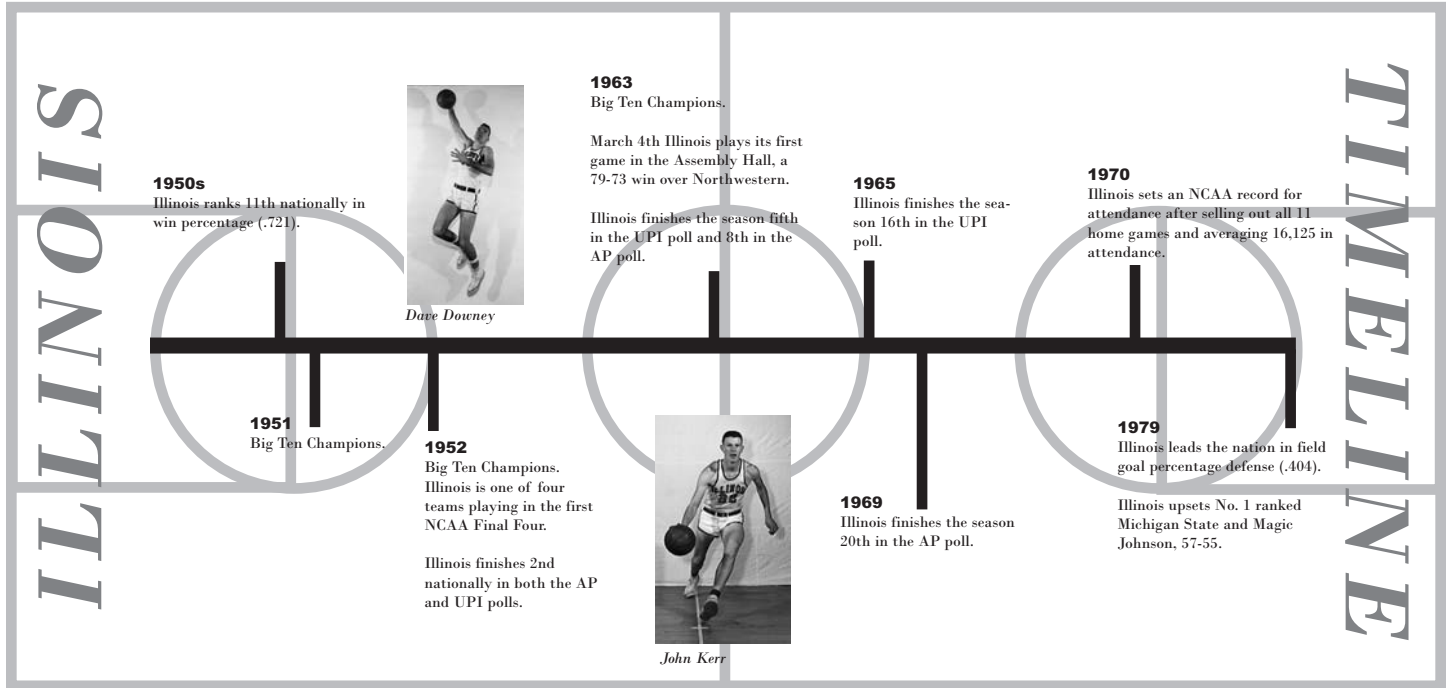 ILLINOIS
TIMELINE
1950s
Illinois ranks 11th nationally in
win percentage (.721).
Dave Downey
1963
Big Ten Champions.
March 4th Illinois plays its first
game in the Assembly Hall, a
79-73 win over Northwestern.
Illinois finishes the season fifth
in the UPI poll and 8th in the
AP poll.
1965
Illinois finishes the sea-
son 16th in the UPI
poll.
1970
Illinois sets an NCAA record for
attendance after selling out all 11
home games and averaging 16,125 in
attendance.
1951
Big Ten Champions.
1952
Big Ten Champions.
Illinois is one of four
teams playing in the first
NCAA Final Four.
Illinois finishes 2nd
nationally in both the AP
and UPI polls.
ILLINOIS
John Kerr
1969
Illinois finishes the season
20th in the AP poll.
1979
Illinois leads the nation in field
goal percentage defense (.404).
Illinois upsets No. 1 ranked
Michigan State and Magic
Johnson, 57-55.